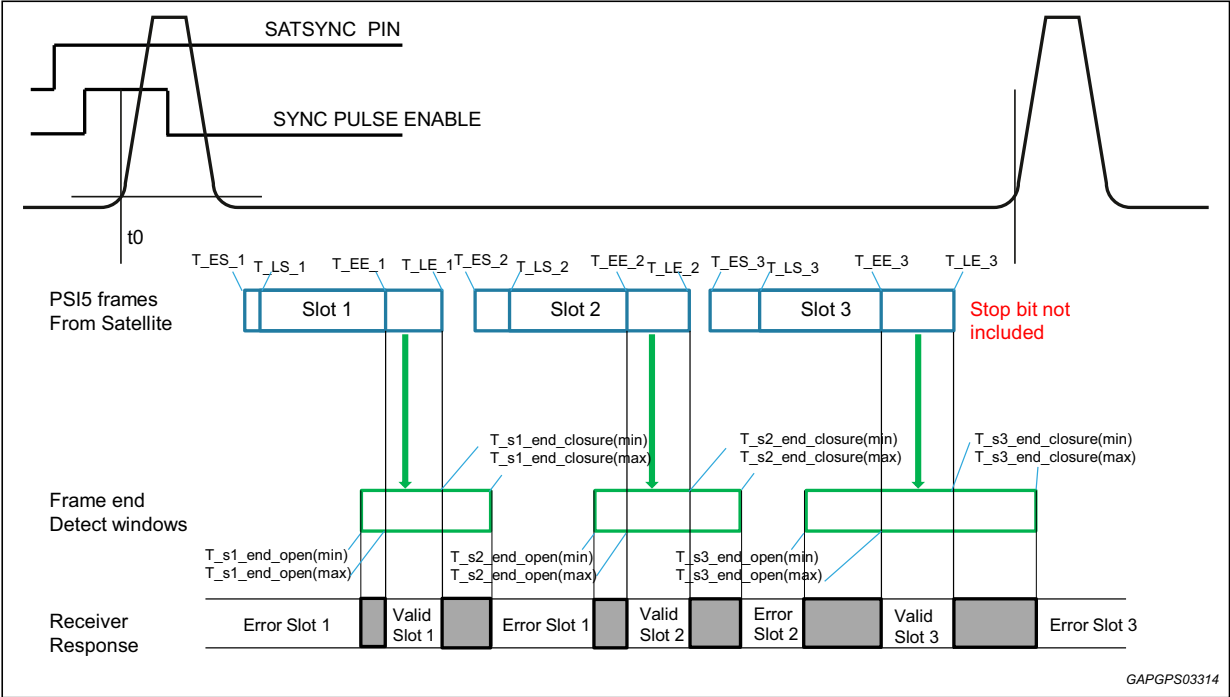 SATSYNC PIN
SYNC PULSE ENABLE
t0
T_ES_1
T_LS_1
T_EE_1
T_LE_1
T_ES_2
T_LS_2
T_EE_2
T_LE_2
T_ES_3
T_LS_3
T_EE_3
T_LE_3
PSI5 frames
From Satellite
Slot 1
Slot 2
Slot 3
Stop bit not
included
T_s1_end_closure(min)
T_s1_end_closure(max)
T_s2_end_closure(min)
T_s2_end_closure(max)
T_s3_end_closure(min)
T_s3_end_closure(max)
Frame end
Detect windows
T_s1_end_open(min)
T_s1_end_open(max)
T_s2_end_open(min)
T_s2_end_open(max)
T_s3_end_open(min)
T_s3_end_open(max)
Receiver
Response
Error Slot 1
Valid
Slot 1
Error Slot 1
Valid
Slot 2
Error
Slot 2
Valid
Slot 3
Error Slot 3
GAPGPS03314